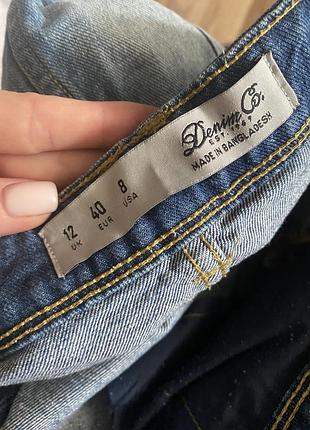 Denim Co.
EST. 1969
MADE IN BANGLADESH
12 40 8
UK EUR USA